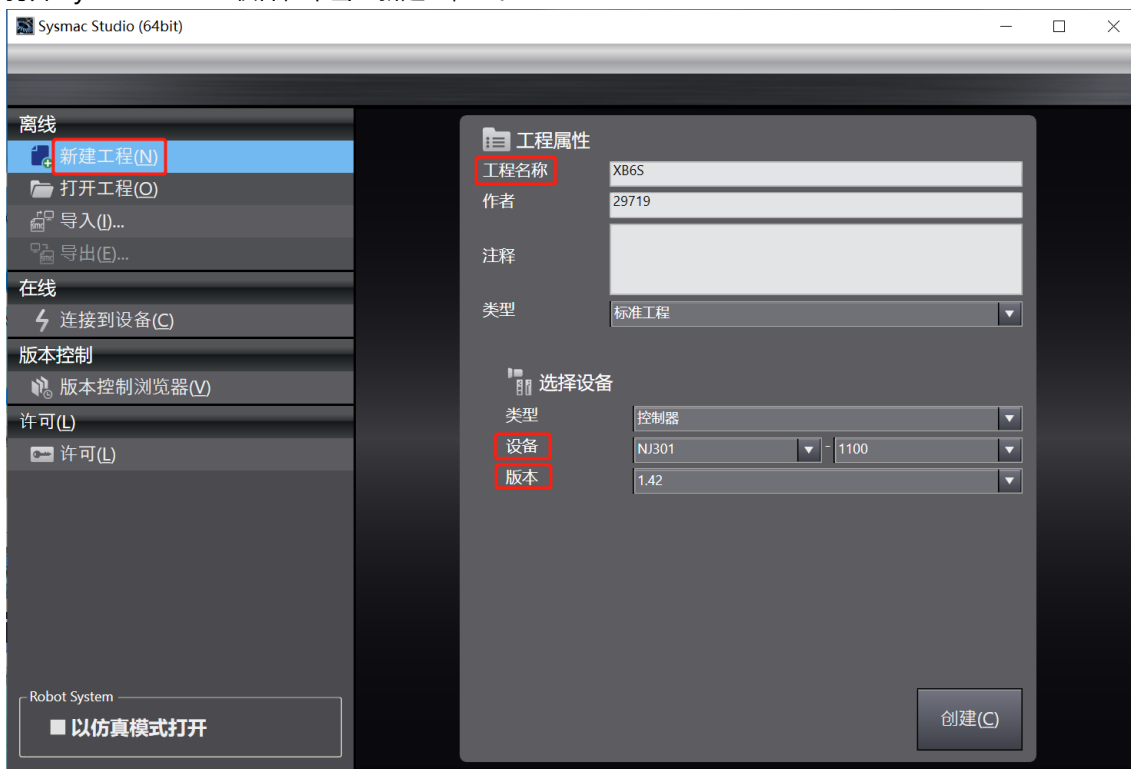 Sysmac Studio (64bit)
离线
新建工程(N)
打开工程(O)
导入(I)...
导出(E)...
在线
连接到设备(C)
版本控制
版本控制浏览器(V)
许可(L)
许可(L)
Robot System
以仿真模式打开
工程属性
工程名称 XB6S
作者 29719
注释
类型 标准工程
选择设备
类型 控制器
设备 NJ301 - 1100
版本 1.42
创建(C)